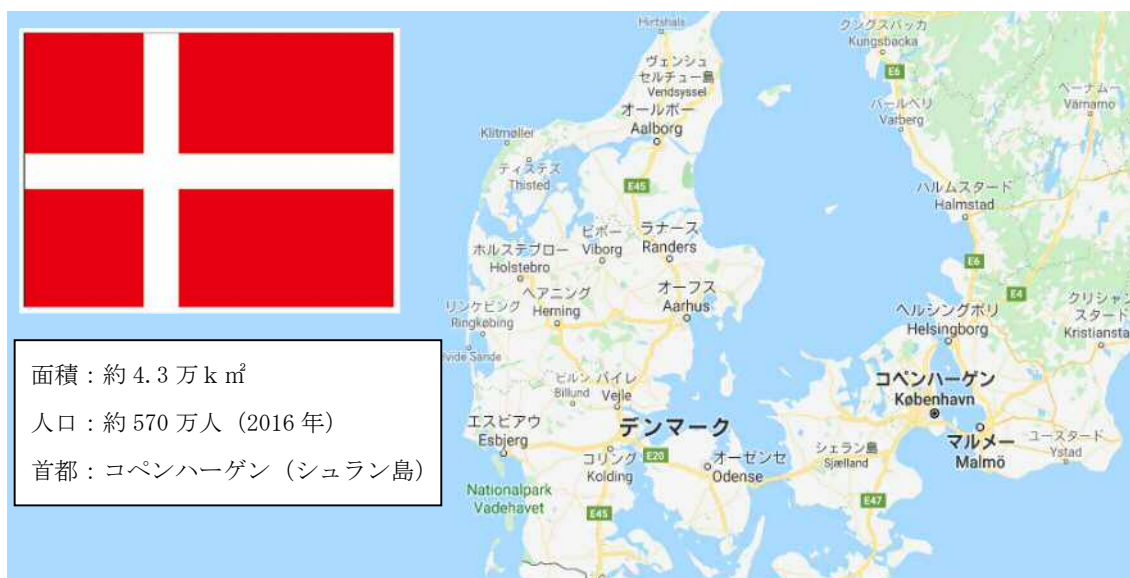 面積：約 4.3 万ｋ㎡
人口：約 570 万人（2016 年）
首都：コペンハーゲン（シュラン島）
Hirtshals
ヴェンシュ
セルチュー島
Vendsyssel
オールボー
Aalborg
Klitmøller
ティステズ
Thisted
E45
ビボー
Viborg
ラナース
Randers
ホルステブロー
Holstebro
ヘアニング
Herning
オーフス
Aarhus
リンケビング
Ringkøbing
Hvide Sande
ビルン
Billund
バイレ
Vejle
エスビアウ
Esbjerg
デンマーク
コリング
Kolding
E20
オーゼンセ
Odense
Nationalpark
Vadehavet
E45
シェラン島
Sjælland
E47
コペンハーゲン
København
マルメー
Malmö
ユースタード
Ystad
ヘルシングボリ
Helsingborg
クリシャン
スタード
Kristiansta
E4
E6
ハルムスタード
Halmstad
バールベリ
Varberg
ベーナムー
Värnamo
E6
クングスバッカ
Kungsbacka